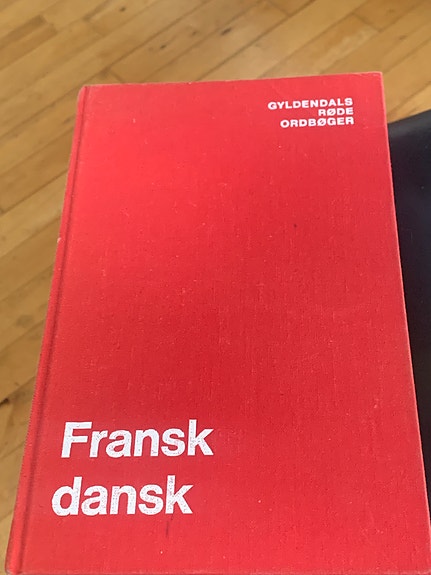 GYLDENDALS
RØDE
ORDBØGER
Fransk
dansk